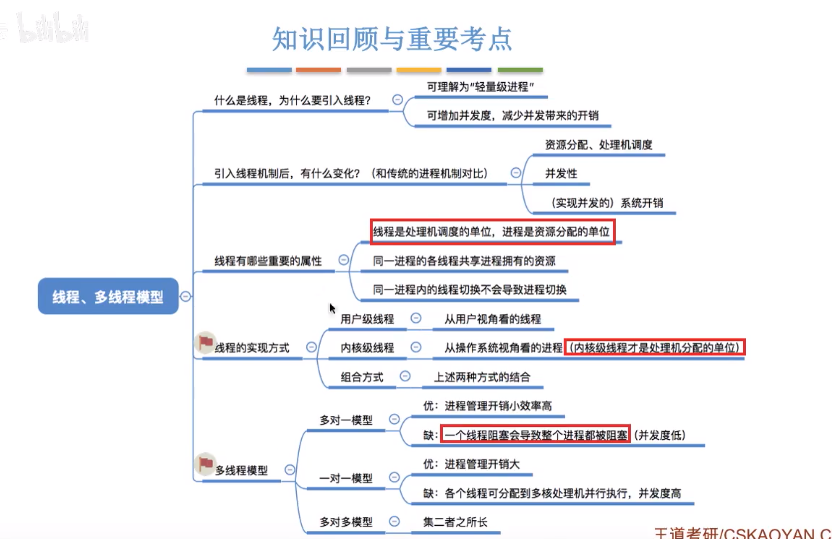 bilibili
知识回顾与重要考点
什么是线程，为什么要引入线程？
可理解为“轻量级进程”
可增加并发度，减少并发带来的开销
引入线程机制后，有什么变化？（和传统的进程机制对比）
资源分配、处理机调度
并发性
（实现并发的）系统开销
线程有哪些重要的属性
线程是处理机调度的单位，进程是资源分配的单位
同一进程的各线程共享进程拥有的资源
同一进程内的线程切换不会导致进程切换
线程、多线程模型
线程的实现方式
用户级线程
从用户视角看的线程
内核级线程
从操作系统视角看的进程（内核级线程才是处理机分配的单位）
组合方式
上述两种方式的结合
多线程模型
多对一模型
优：进程管理开销小效率高
缺：一个线程阻塞会导致整个进程都被阻塞（并发度低）
一对一模型
优：进程管理开销大
缺：各个线程可分配到多核处理机并行执行，并发度高
多对多模型
集二者之所长
王道考研/CSKAOYAN.C